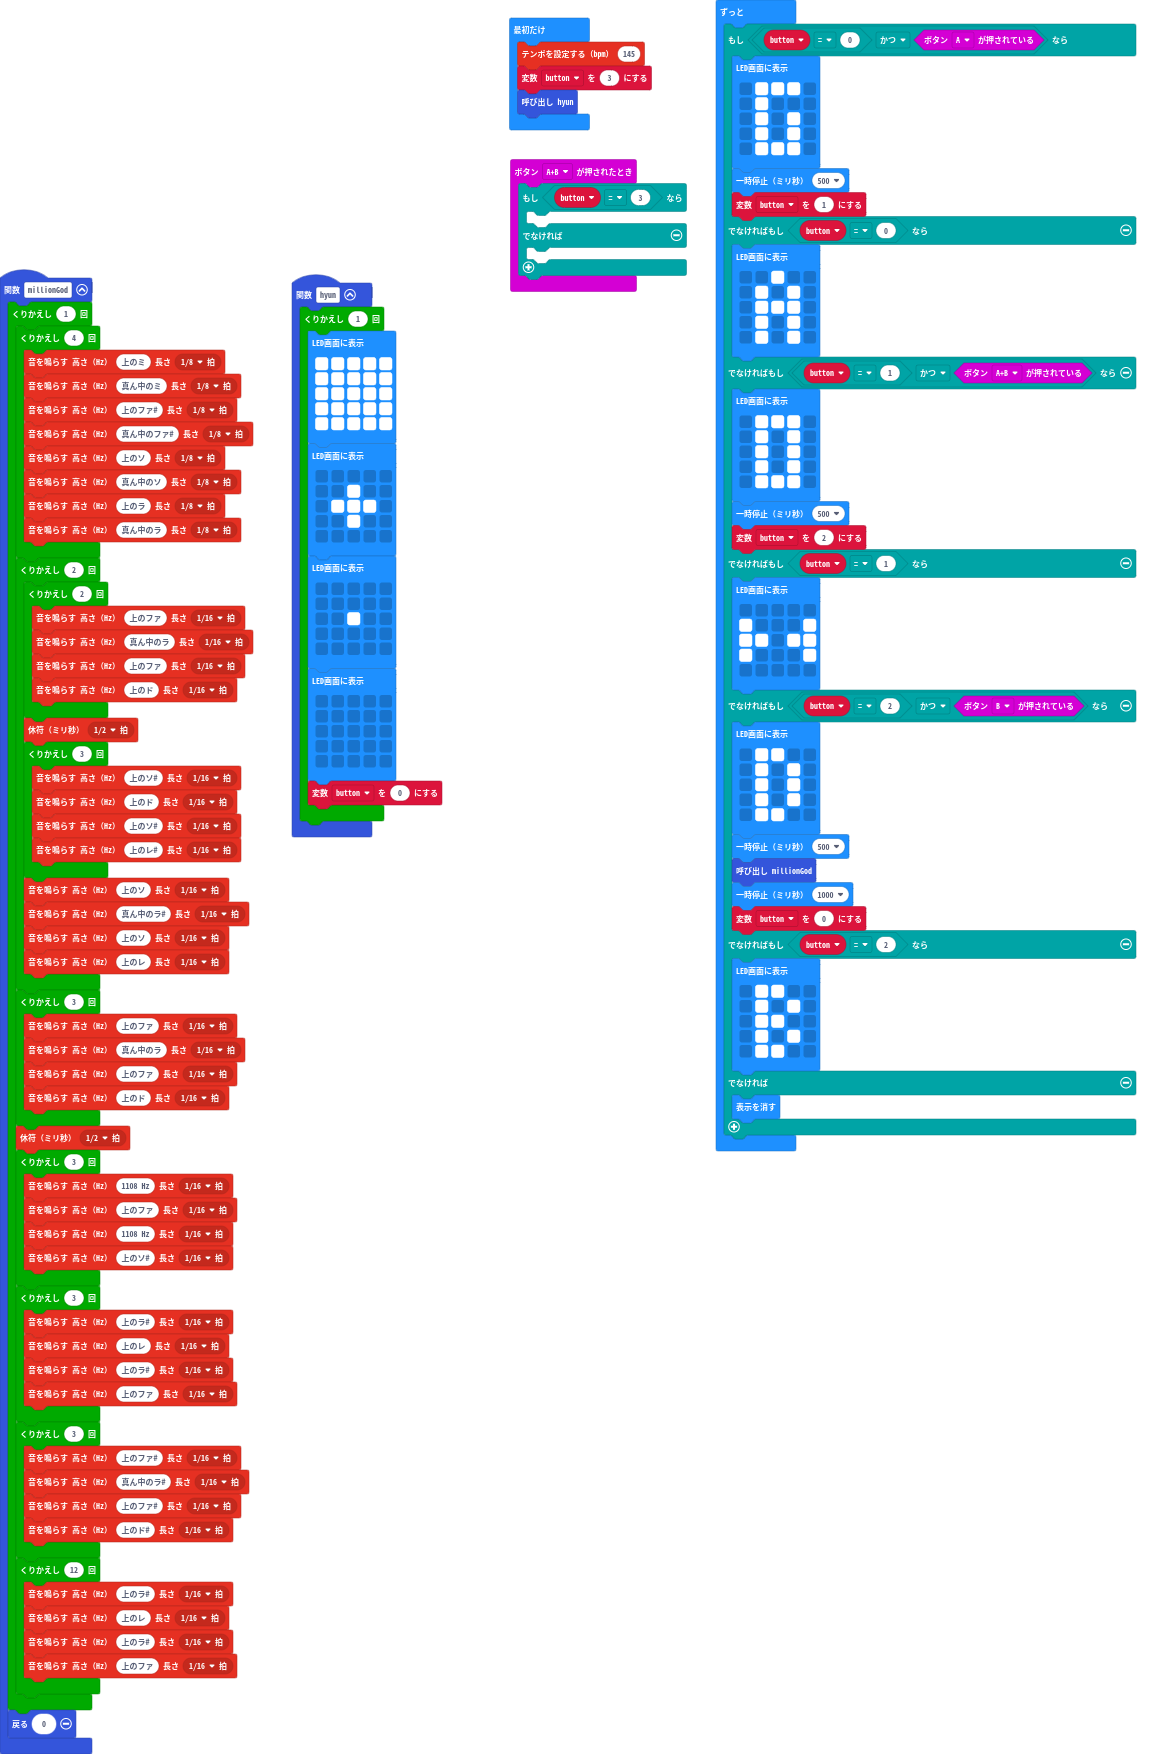 最初だけ
テンポを設定する（bpm） 145
変数 button を 3 にする
呼び出し hyun
ボタン A+B が押されたとき
もし button = 3 なら
でなければ
関数 millionGod
くりかえし 1 回
くりかえし 4 回
音を鳴らす 高さ（Hz） 上のミ 長さ 1/8 拍
音を鳴らす 高さ（Hz） 真ん中のミ 長さ 1/8 拍
音を鳴らす 高さ（Hz） 上のファ# 長さ 1/8 拍
音を鳴らす 高さ（Hz） 真ん中のファ# 長さ 1/8 拍
音を鳴らす 高さ（Hz） 上のソ 長さ 1/8 拍
音を鳴らす 高さ（Hz） 真ん中のソ 長さ 1/8 拍
音を鳴らす 高さ（Hz） 上のラ 長さ 1/8 拍
音を鳴らす 高さ（Hz） 真ん中のラ 長さ 1/8 拍
くりかえし 2 回
くりかえし 2 回
音を鳴らす 高さ（Hz） 上のファ 長さ 1/16 拍
音を鳴らす 高さ（Hz） 真ん中のラ 長さ 1/16 拍
音を鳴らす 高さ（Hz） 上のファ 長さ 1/16 拍
音を鳴らす 高さ（Hz） 上のド 長さ 1/16 拍
休符（ミリ秒） 1/2 拍
くりかえし 3 回
音を鳴らす 高さ（Hz） 上のソ# 長さ 1/16 拍
音を鳴らす 高さ（Hz） 上のド 長さ 1/16 拍
音を鳴らす 高さ（Hz） 上のソ# 長さ 1/16 拍
音を鳴らす 高さ（Hz） 上のレ# 長さ 1/16 拍
音を鳴らす 高さ（Hz） 上のソ 長さ 1/16 拍
音を鳴らす 高さ（Hz） 真ん中のラ# 長さ 1/16 拍
音を鳴らす 高さ（Hz） 上のソ 長さ 1/16 拍
音を鳴らす 高さ（Hz） 上のレ 長さ 1/16 拍
くりかえし 3 回
音を鳴らす 高さ（Hz） 上のファ 長さ 1/16 拍
音を鳴らす 高さ（Hz） 真ん中のラ 長さ 1/16 拍
音を鳴らす 高さ（Hz） 上のファ 長さ 1/16 拍
音を鳴らす 高さ（Hz） 上のド 長さ 1/16 拍
休符（ミリ秒） 1/2 拍
くりかえし 3 回
音を鳴らす 高さ（Hz） 1108 Hz 長さ 1/16 拍
音を鳴らす 高さ（Hz） 上のファ 長さ 1/16 拍
音を鳴らす 高さ（Hz） 1108 Hz 長さ 1/16 拍
音を鳴らす 高さ（Hz） 上のソ# 長さ 1/16 拍
くりかえし 3 回
音を鳴らす 高さ（Hz） 上のラ# 長さ 1/16 拍
音を鳴らす 高さ（Hz） 上のレ 長さ 1/16 拍
音を鳴らす 高さ（Hz） 上のラ# 長さ 1/16 拍
音を鳴らす 高さ（Hz） 上のファ 長さ 1/16 拍
くりかえし 3 回
音を鳴らす 高さ（Hz） 上のファ# 長さ 1/16 拍
音を鳴らす 高さ（Hz） 真ん中のラ# 長さ 1/16 拍
音を鳴らす 高さ（Hz） 上のファ# 長さ 1/16 拍
音を鳴らす 高さ（Hz） 上のド# 長さ 1/16 拍
くりかえし 12 回
音を鳴らす 高さ（Hz） 上のラ# 長さ 1/16 拍
音を鳴らす 高さ（Hz） 上のレ 長さ 1/16 拍
音を鳴らす 高さ（Hz） 上のラ# 長さ 1/16 拍
音を鳴らす 高さ（Hz） 上のファ 長さ 1/16 拍
戻る 0
関数 hyun
くりかえし 1 回
LED画面に表示
LED画面に表示
LED画面に表示
LED画面に表示
変数 button を 0 にする
ずっと
もし button = 0 かつ ボタン A が押されている なら
LED画面に表示
一時停止（ミリ秒） 500
変数 button を 1 にする
でなければもし button = 0 なら
LED画面に表示
でなければもし button = 1 かつ ボタン A+B が押されている なら
LED画面に表示
一時停止（ミリ秒） 500
変数 button を 2 にする
でなければもし button = 1 なら
LED画面に表示
でなければもし button = 2 かつ ボタン B が押されている なら
LED画面に表示
一時停止（ミリ秒） 500
呼び出し millionGod
一時停止（ミリ秒） 1000
変数 button を 0 にする
でなければもし button = 2 なら
LED画面に表示
でなければ
表示を消す